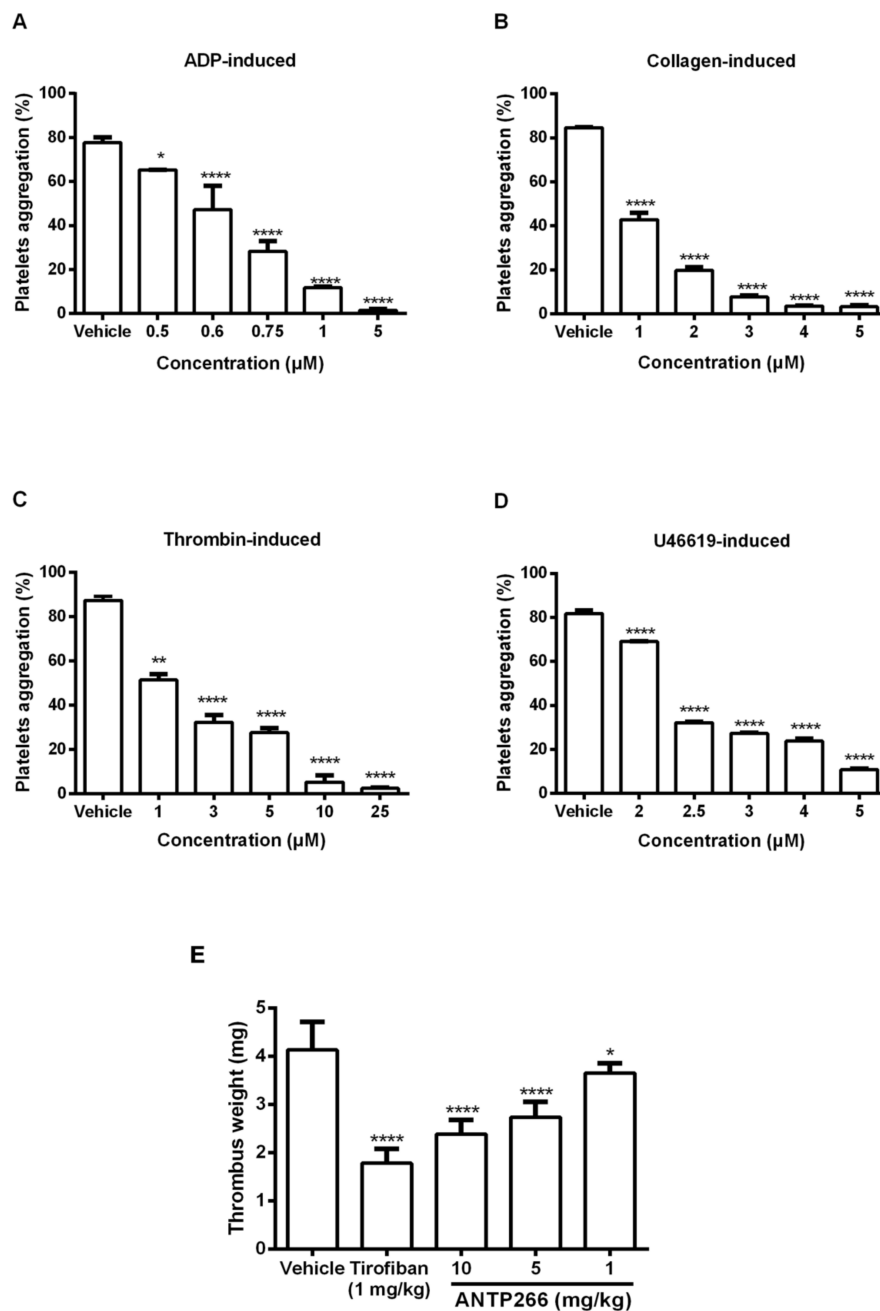 A
ADP-induced
Platelets aggregation (%)
100
80
60
40
20
0
*
****
****
****
****
Vehicle 0.5 0.6 0.75 1 5
Concentration (µM)
B
Collagen-induced
Platelets aggregation (%)
100
80
60
40
20
0
****
****
****
****
****
Vehicle 1 2 3 4 5
Concentration (µM)
C
Thrombin-induced
Platelets aggregation (%)
100
80
60
40
20
0
**
****
****
****
****
Vehicle 1 3 5 10 25
Concentration (µM)
D
U46619-induced
Platelets aggregation (%)
100
80
60
40
20
0
****
****
****
****
****
Vehicle 2 2.5 3 4 5
Concentration (µM)
E
Thrombus weight (mg)
5
4
3
2
1
0
****
****
****
*
Vehicle Tirofiban 10 5 1
(1 mg/kg)
ANTP266 (mg/kg)